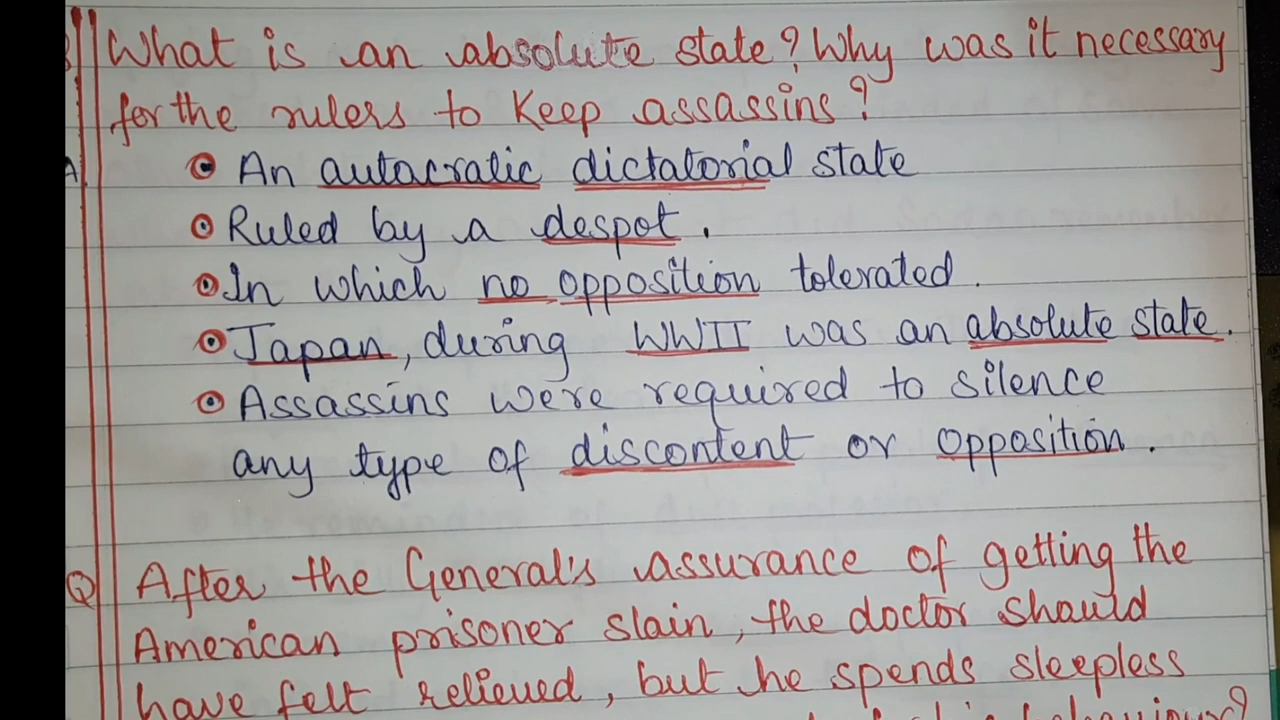 What is an absolute state? Why was it necessary
for the rulers to Keep assassins?
A.
An autacratic dictatorial state
Ruled by a despot.
In which no opposition tolerated.
Japan, during WWII was an absolute state.
Assassins were required to silence
any type of discontent or opposition.
Q After the General's assurance of getting the
American prisoner slain, the doctor should
have felt relieved, but he spends sleepless